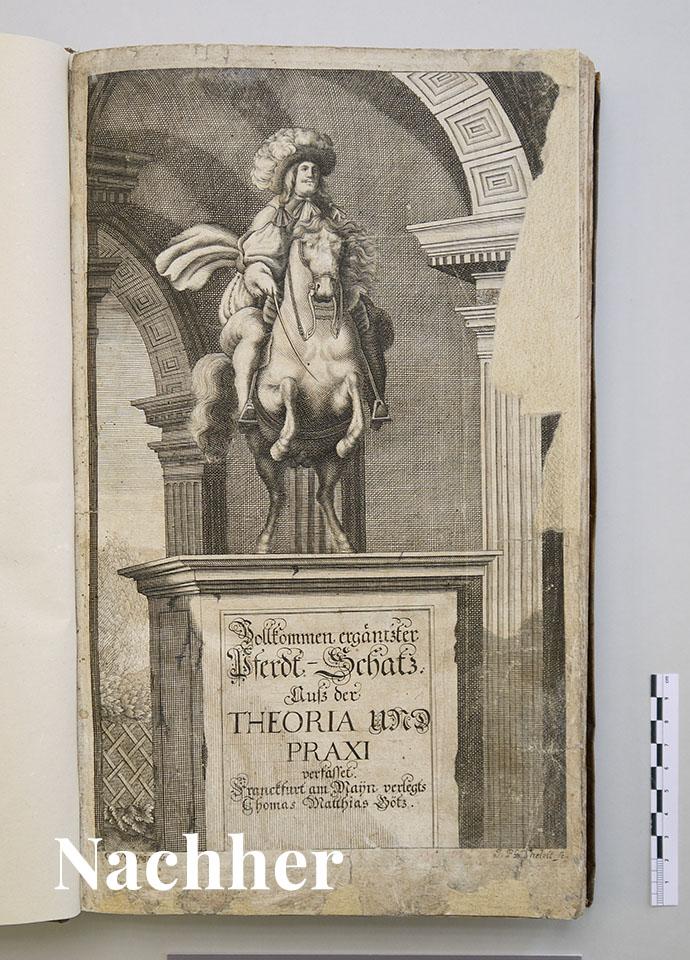 Vollkommen ergäntzter
Pferdt-Schatz.
Auß der
THEORIA UND
PRAXI
verfasset.
Franckfurt am Mayn verlegts
Thomas Matthias Götz.
Nachher